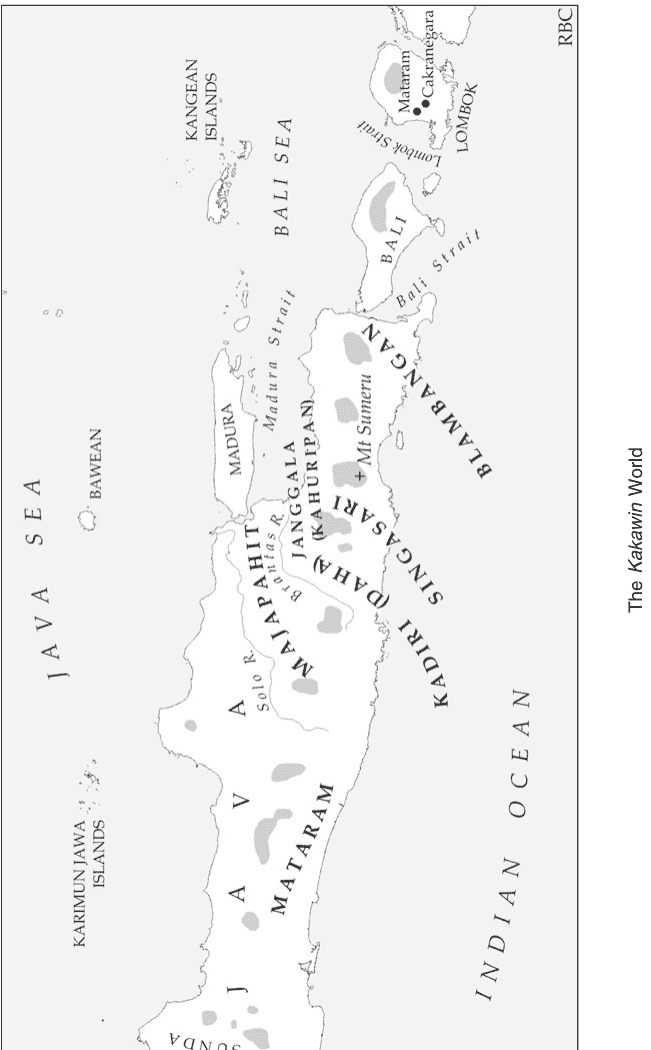 JAVA SEA
BAWEAN
KARIMUN JAWA
ISLANDS
KANGEAN
ISLANDS
BALI SEA
MADURA
Madura Strait
JAVA
SUNDA
Solo R.
Brantas R.
MAJAPAHIT
MATARAM
JANGGALA
(KAHURIPAN)
KADIRI (DAHA)
SINGASARI
BLAMBANGAN
Mt Sumeru
BALI
Bali Strait
Lombok Strait
Mataram
Cakranegara
LOMBOK
INDIAN OCEAN
RBC
The Kakawin World